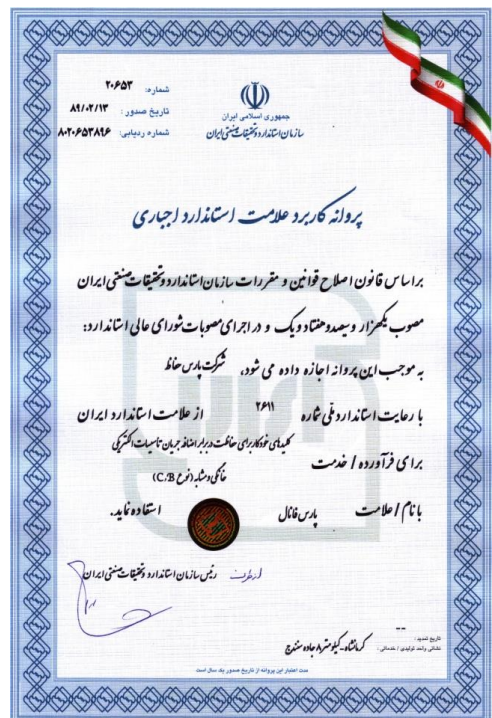 شماره: ۲۰۶۵۳
تاریخ صدور: ۸۹/۰۲/۱۳
شماره ردیابی: ۸۰۲۰۶۵۳۸۹۶
جمهوری اسلامی ایران
سازمان استاندارد و تحقیقات صنعتی ایران
پروانه کاربرد علامت استاندارد اجباری
براساس قانون اصلاح قوانین و مقررات سازمان استاندارد و تحقیقات صنعتی ایران
مصوب یکهزار و سیصد و هفتاد و یک و در اجرای مصوبات شورای عالی استاندارد:
به موجب این پروانه اجازه داده می شود، شرکت پارس حفاظ
با رعایت استاندارد ملی شماره ۲۶۱۱ از علامت استاندارد ایران
کلیدهای خودکار برای حفاظت در برابر اضافه جریان تاسیسات الکتریکی
برای فرآورده / خدمت
خانگی و مشابه (نوع C،B)
با نام / علامت پارس فانال استفاده نماید.
از طرف رئیس سازمان استاندارد و تحقیقات صنعتی ایران
تاریخ تمدید: --
نشانی واحد تولیدی / خدماتی: کرمانشاه-کیلومتر ۸ جاده سنندج
مدت اعتبار این پروانه از تاریخ صدور یک سال است